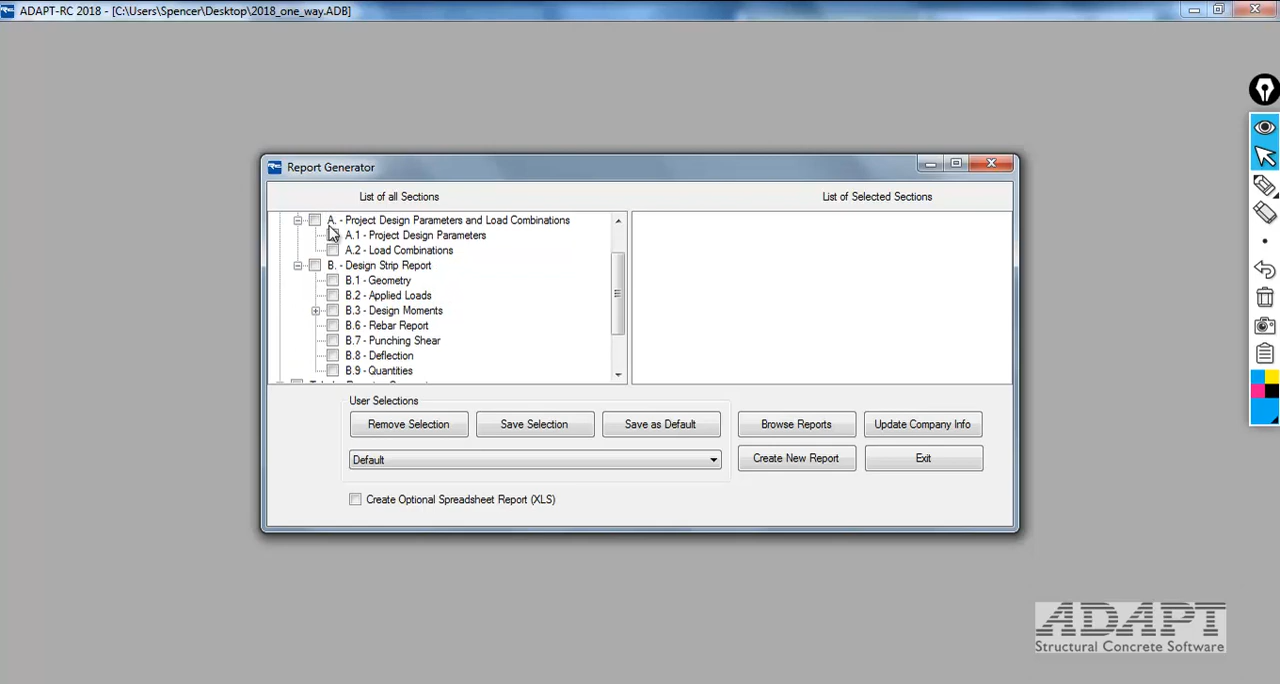 ADAPT-RC 2018 - [C:\Users\Spencer\Desktop\2018_one_way.ADB]
Report Generator
List of all Sections
List of Selected Sections
A. - Project Design Parameters and Load Combinations
A.1 - Project Design Parameters
A.2 - Load Combinations
B. - Design Strip Report
B.1 - Geometry
B.2 - Applied Loads
B.3 - Design Moments
B.6 - Rebar Report
B.7 - Punching Shear
B.8 - Deflection
B.9 - Quantities
User Selections
Remove Selection
Save Selection
Save as Default
Browse Reports
Update Company Info
Default
Create New Report
Exit
Create Optional Spreadsheet Report (XLS)
ADAPT
Structural Concrete Software